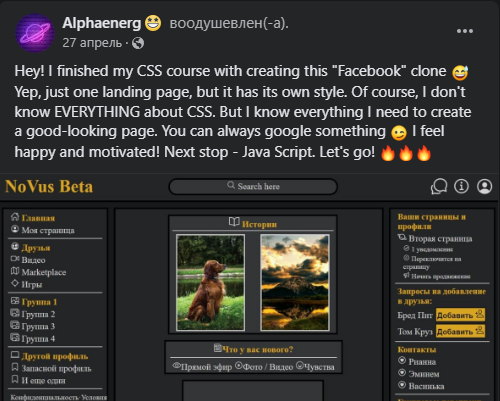 Alphaenerg 😁 воодушевлен(-а).
27 апрель ·
Hey! I finished my CSS course with creating this "Facebook" clone 😅
Yep, just one landing page, but it has its own style. Of course, I don't
know EVERYTHING about CSS. But I know everything I need to create
a good-looking page. You can always google something 😉 I feel
happy and motivated! Next stop - Java Script. Let's go! 🔥🔥🔥
NoVus Beta
Search here
Главная
Моя страница
Друзья
Видео
Marketplace
Игры
Группа 1
Группа 2
Группа 3
Группа 4
Другой профиль
Запасной профиль
И еще один
Конфиденциальность Условия
Истории
Что у вас нового?
Прямой эфир Фото / Видео Чувства
Ваши страницы и
профили
Вторая страница
1 уведомление
Переключится на
страницу
Начать продвижение
Запросы на добавление
в друзья:
Бред Питт Добавить
Том Круз Добавить
Контакты
Рианна
Эминем
Васинька